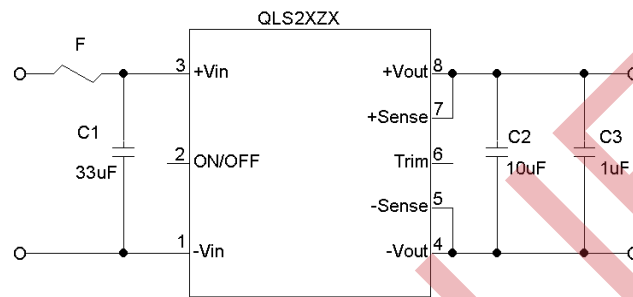 QLS2XZX
F
3
+Vin
+Vout
8
+Sense
7
C1
33uF
2
ON/OFF
Trim
6
C2
10uF
C3
1uF
-Sense
5
1
-Vin
-Vout
4